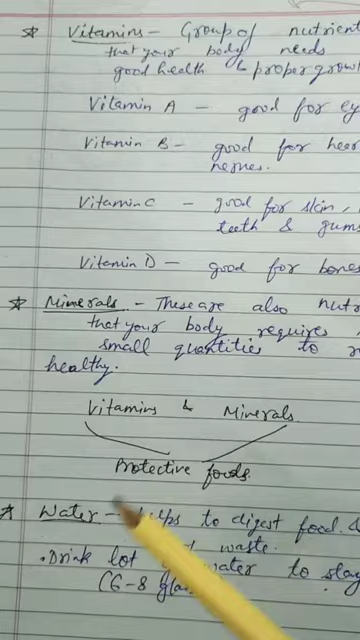 * Vitamins - Group of nutrient
that your body needs
good health & proper grow
Vitamin A - good for ey
Vitamin B - good for hear
nerves.
Vitamin C - good for skin,
teeth & gums
Vitamin D - good for bones
* Minerals - These are also nutr
that your body requires
small quantities to
healthy.
Vitamins & Minerals
Protective foods.
* Water - helps to digest food.
waste.
. Drink lot water to stay
(6-8 gla